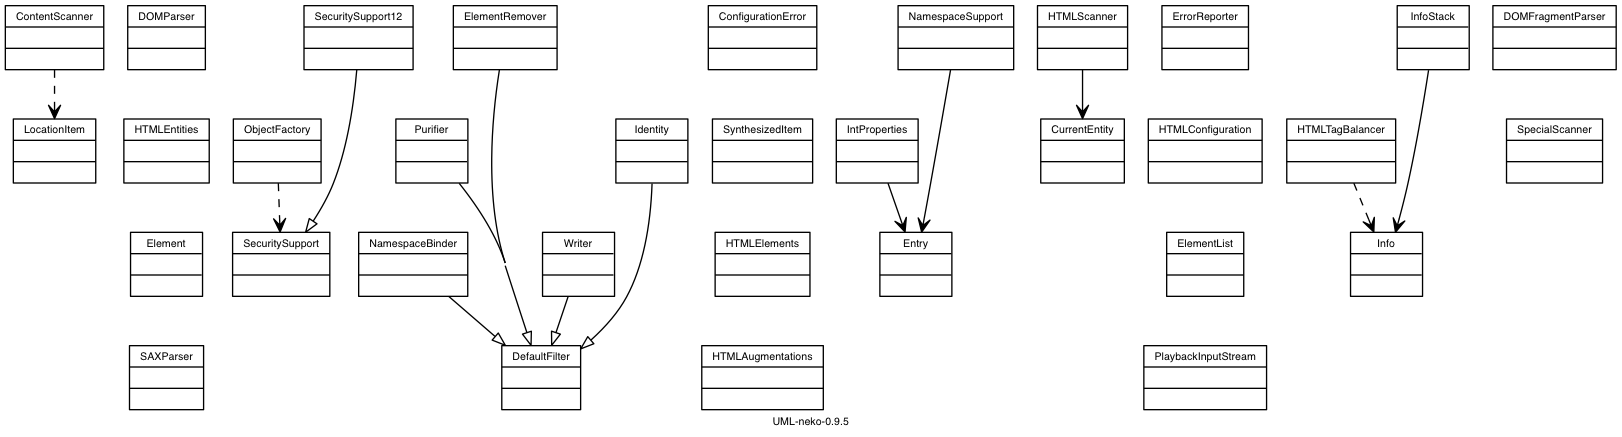 ContentScanner
DOMParser
SecuritySupport12
ElementRemover
ConfigurationError
NamespaceSupport
HTMLScanner
ErrorReporter
InfoStack
DOMFragmentParser
LocationItem
HTMLEntities
ObjectFactory
Purifier
Identity
SynthesizedItem
IntProperties
CurrentEntity
HTMLConfiguration
HTMLTagBalancer
SpecialScanner
Element
SecuritySupport
NamespaceBinder
Writer
HTMLElements
Entry
ElementList
Info
SAXParser
DefaultFilter
HTMLAugmentations
PlaybackInputStream
UML-neko-0.9.5